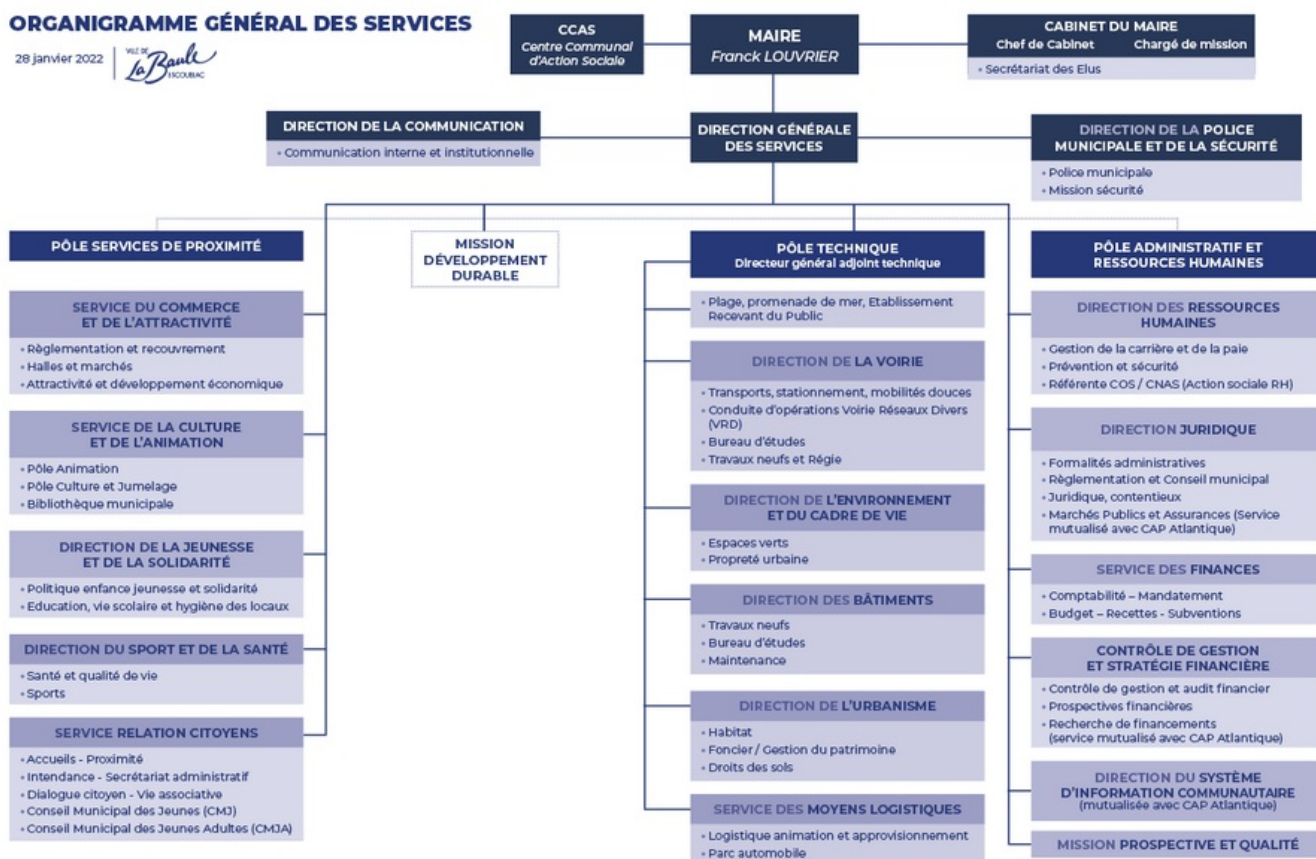 ORGANIGRAMME GÉNÉRAL DES SERVICES
28 janvier 2022
VILLE DE
La Baule
ESCOUBLAC
CCAS
Centre Communal
d'Action Sociale
MAIRE
Franck LOUVRIER
CABINET DU MAIRE
Chef de Cabinet Chargé de mission
• Secrétariat des Elus
DIRECTION DE LA COMMUNICATION
• Communication interne et institutionnelle
DIRECTION GÉNÉRALE
DES SERVICES
DIRECTION DE LA POLICE
MUNICIPALE ET DE LA SÉCURITÉ
• Police municipale
• Mission sécurité
PÔLE SERVICES DE PROXIMITÉ
SERVICE DU COMMERCE
ET DE L'ATTRACTIVITÉ
• Règlementation et recouvrement
• Halles et marchés
• Attractivité et développement économique
SERVICE DE LA CULTURE
ET DE L'ANIMATION
• Pôle Animation
• Pôle Culture et Jumelage
• Bibliothèque municipale
DIRECTION DE LA JEUNESSE
ET DE LA SOLIDARITÉ
• Politique enfance jeunesse et solidarité
• Education, vie scolaire et hygiène des locaux
DIRECTION DU SPORT ET DE LA SANTÉ
• Santé et qualité de vie
• Sports
SERVICE RELATION CITOYENS
• Accueils - Proximité
• Intendance - Secrétariat administratif
• Dialogue citoyen - Vie associative
• Conseil Municipal des Jeunes (CMJ)
• Conseil Municipal des Jeunes Adultes (CMJA)
MISSION
DÉVELOPPEMENT
DURABLE
PÔLE TECHNIQUE
Directeur général adjoint technique
• Plage, promenade de mer, Etablissement
Recevant du Public
DIRECTION DE LA VOIRIE
• Transports, stationnement, mobilités douces
• Conduite d'opérations Voirie Réseaux Divers
(VRD)
• Bureau d'études
• Travaux neufs et Régie
DIRECTION DE L'ENVIRONNEMENT
ET DU CADRE DE VIE
• Espaces verts
• Propreté urbaine
DIRECTION DES BÂTIMENTS
• Travaux neufs
• Bureau d'études
• Maintenance
DIRECTION DE L'URBANISME
• Habitat
• Foncier / Gestion du patrimoine
• Droits des sols
SERVICE DES MOYENS LOGISTIQUES
• Logistique animation et approvisionnement
• Parc automobile
PÔLE ADMINISTRATIF ET
RESSOURCES HUMAINES
DIRECTION DES RESSOURCES
HUMAINES
• Gestion de la carrière et de la paie
• Prévention et sécurité
• Référente COS / CNAS (Action sociale RH)
DIRECTION JURIDIQUE
• Formalités administratives
• Règlementation et Conseil municipal
• Juridique, contentieux
• Marchés Publics et Assurances (Service
mutualisé avec CAP Atlantique)
SERVICE DES FINANCES
• Comptabilité – Mandatement
• Budget – Recettes - Subventions
CONTRÔLE DE GESTION
ET STRATÉGIE FINANCIÈRE
• Contrôle de gestion et audit financier
• Prospectives financières
• Recherche de financements
(service mutualisé avec CAP Atlantique)
DIRECTION DU SYSTÈME
D'INFORMATION COMMUNAUTAIRE
(mutualisée avec CAP Atlantique)
MISSION PROSPECTIVE ET QUALITÉ